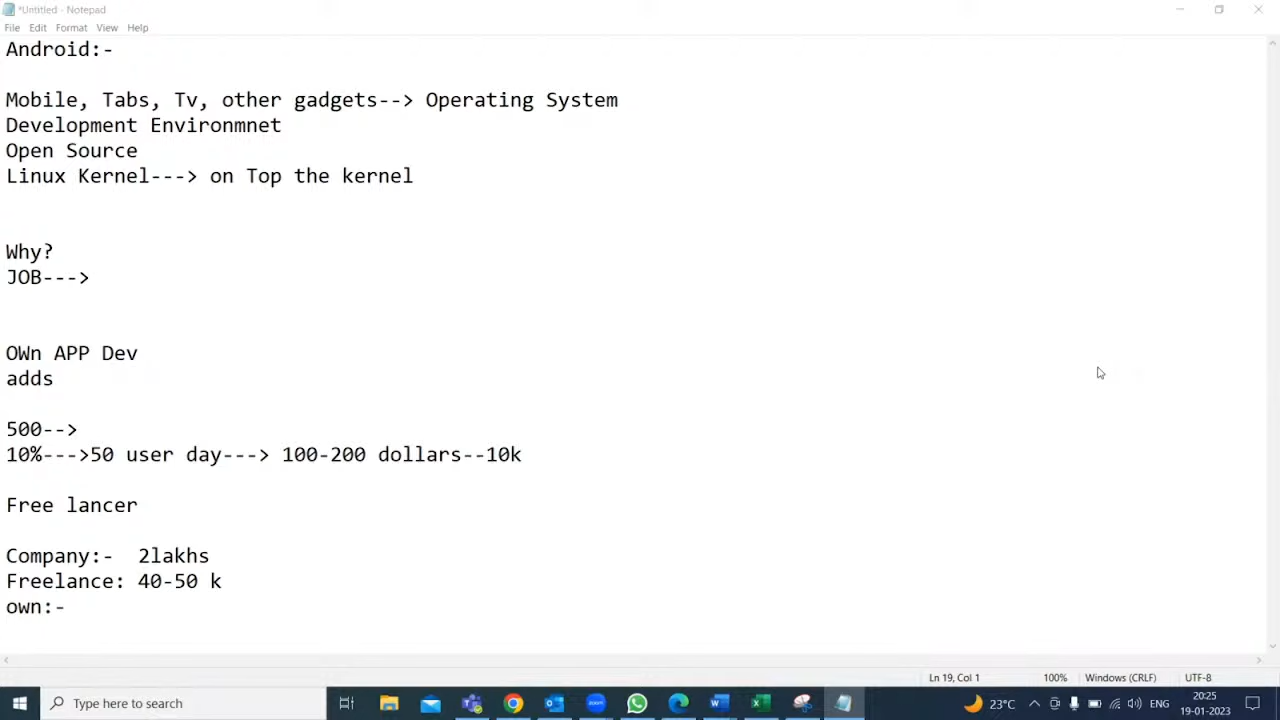 *Untitled - Notepad
File Edit Format View Help
Android:-
Mobile, Tabs, Tv, other gadgets--> Operating System
Development Environmnet
Open Source
Linux Kernel---> on Top the kernel
Why?
JOB--->
OWn APP Dev
adds
500-->
10%--->50 user day---> 100-200 dollars--10k
Free lancer
Company:-  2lakhs
Freelance: 40-50 k
own:-
Ln 19, Col 1 100% Windows (CRLF) UTF-8
Type here to search
23°C ENG 20:25
19-01-2023